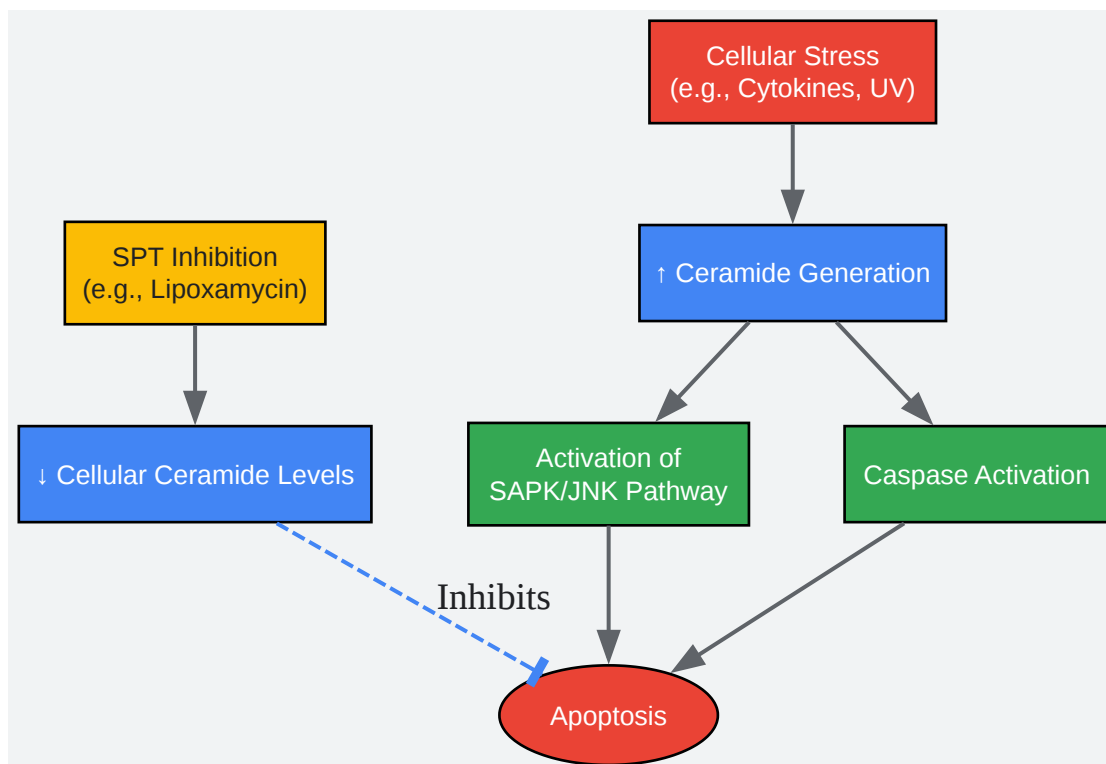 Cellular Stress
(e.g., Cytokines, UV)
SPT Inhibition
(e.g., Lipoxamycin)
↑ Ceramide Generation
↓ Cellular Ceramide Levels
Activation of
SAPK/JNK Pathway
Caspase Activation
Inhibits
Apoptosis